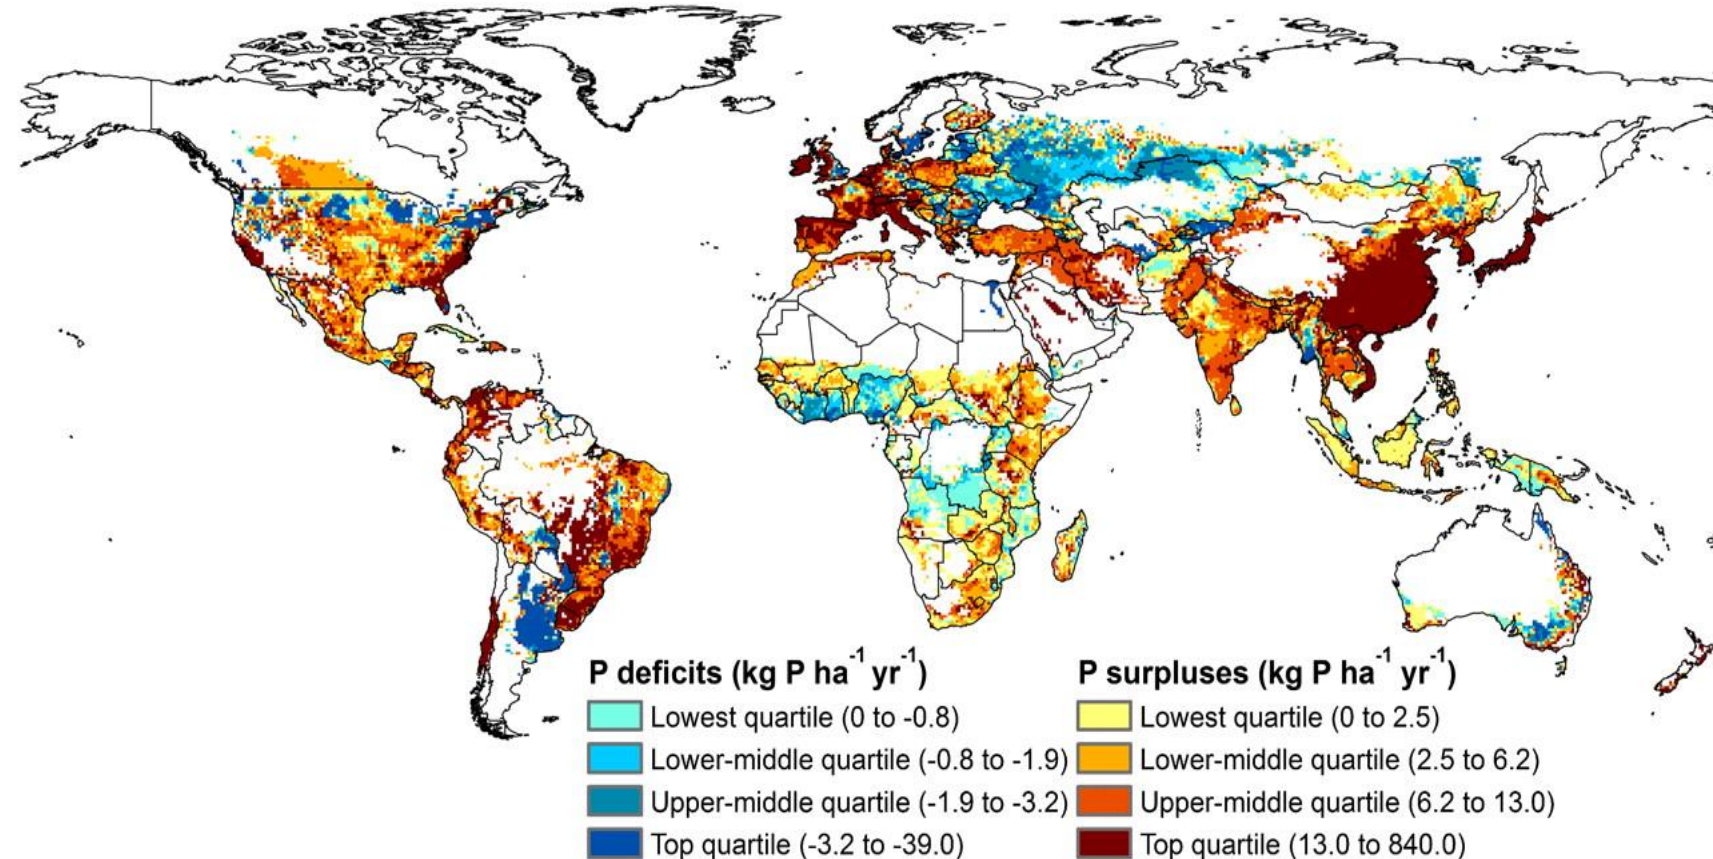 P deficits (kg P ha⁻¹ yr⁻¹)
Lowest quartile (0 to -0.8)
Lower-middle quartile (-0.8 to -1.9)
Upper-middle quartile (-1.9 to -3.2)
Top quartile (-3.2 to -39.0)
P surpluses (kg P ha⁻¹ yr⁻¹)
Lowest quartile (0 to 2.5)
Lower-middle quartile (2.5 to 6.2)
Upper-middle quartile (6.2 to 13.0)
Top quartile (13.0 to 840.0)